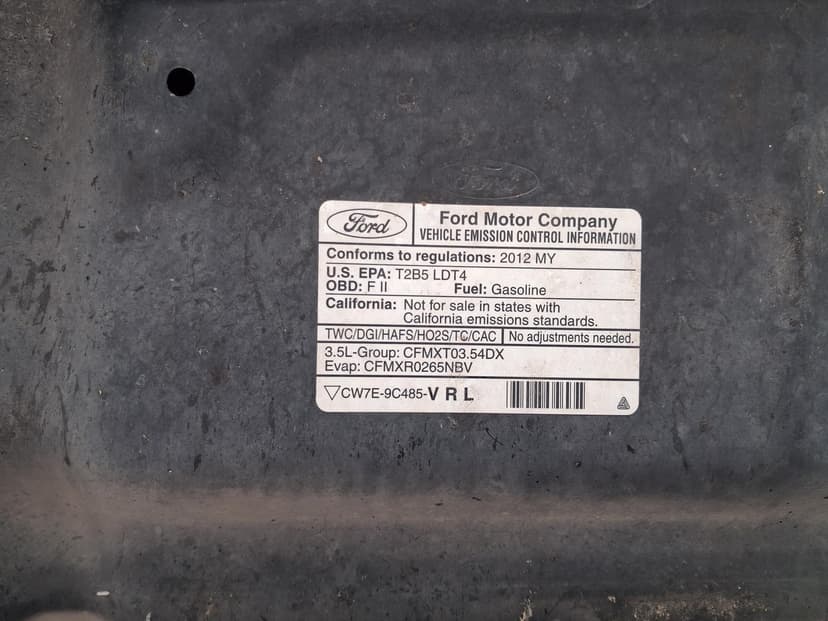 Ford
Ford
Ford Motor Company
VEHICLE EMISSION CONTROL INFORMATION
Conforms to regulations: 2012 MY
U.S. EPA: T2B5 LDT4
OBD: F II Fuel: Gasoline
California: Not for sale in states with
California emissions standards.
TWC/DGI/HAFS/HO2S/TC/CAC No adjustments needed.
3.5L-Group: CFMXT03.54DX
Evap: CFMXR0265NBV
CW7E-9C485-V R L